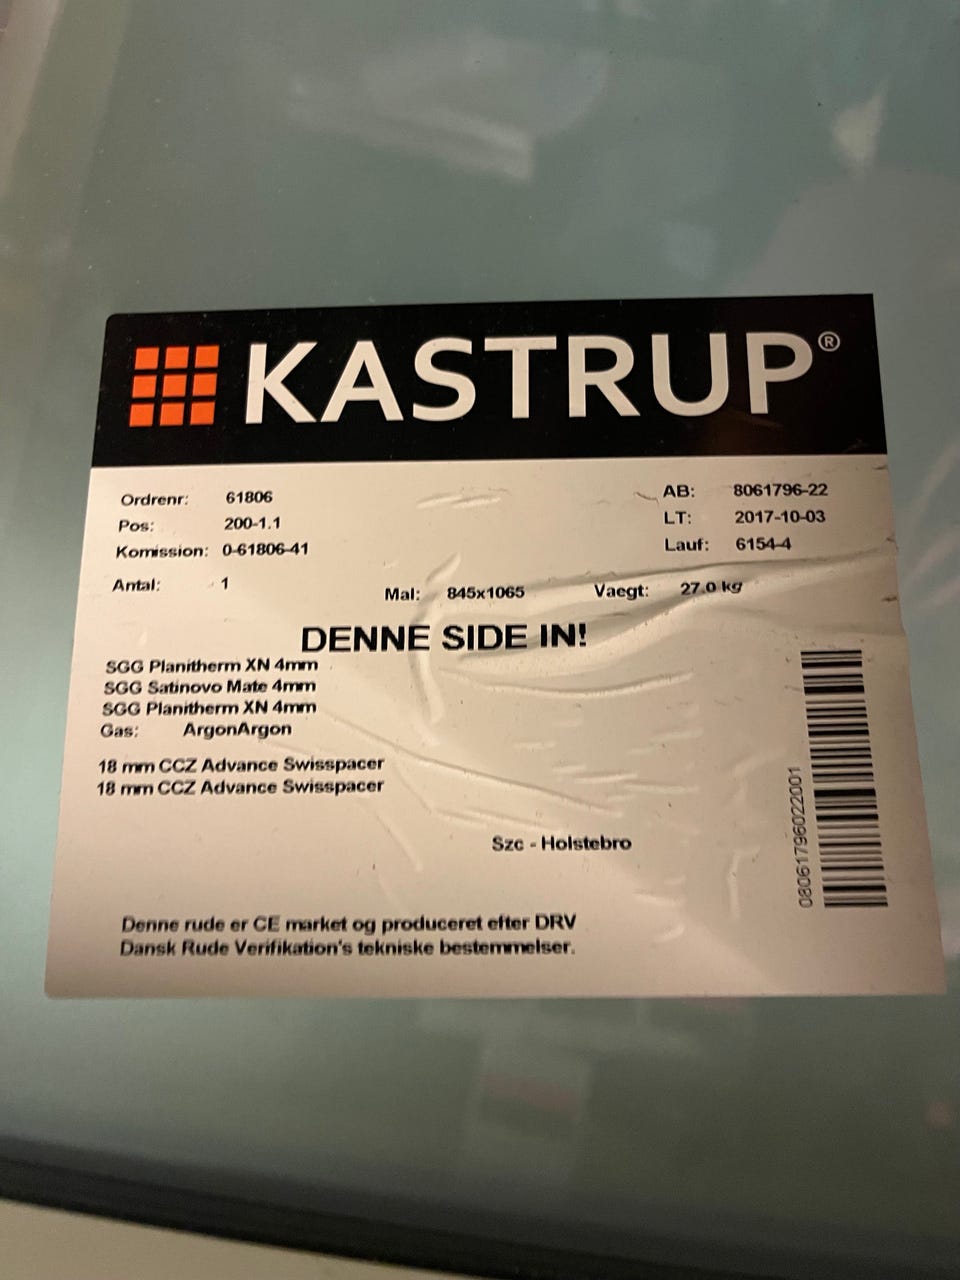 KASTRUP®
Ordrenr: 61806
Pos: 200-1.1
Komission: 0-61806-41
AB: 8061796-22
LT: 2017-10-03
Lauf: 6154-4
Antal: 1
Mal: 845x1065
Vaegt: 27.0 kg
DENNE SIDE IN!
SGG Planitherm XN 4mm
SGG Satinovo Mate 4mm
SGG Planitherm XN 4mm
Gas: ArgonArgon
18 mm CCZ Advance Swisspacer
18 mm CCZ Advance Swisspacer
Szc - Holstebro
08061796022001
Denne rude er CE market og produceret efter DRV
Dansk Rude Verifikation's tekniske bestemmelser.